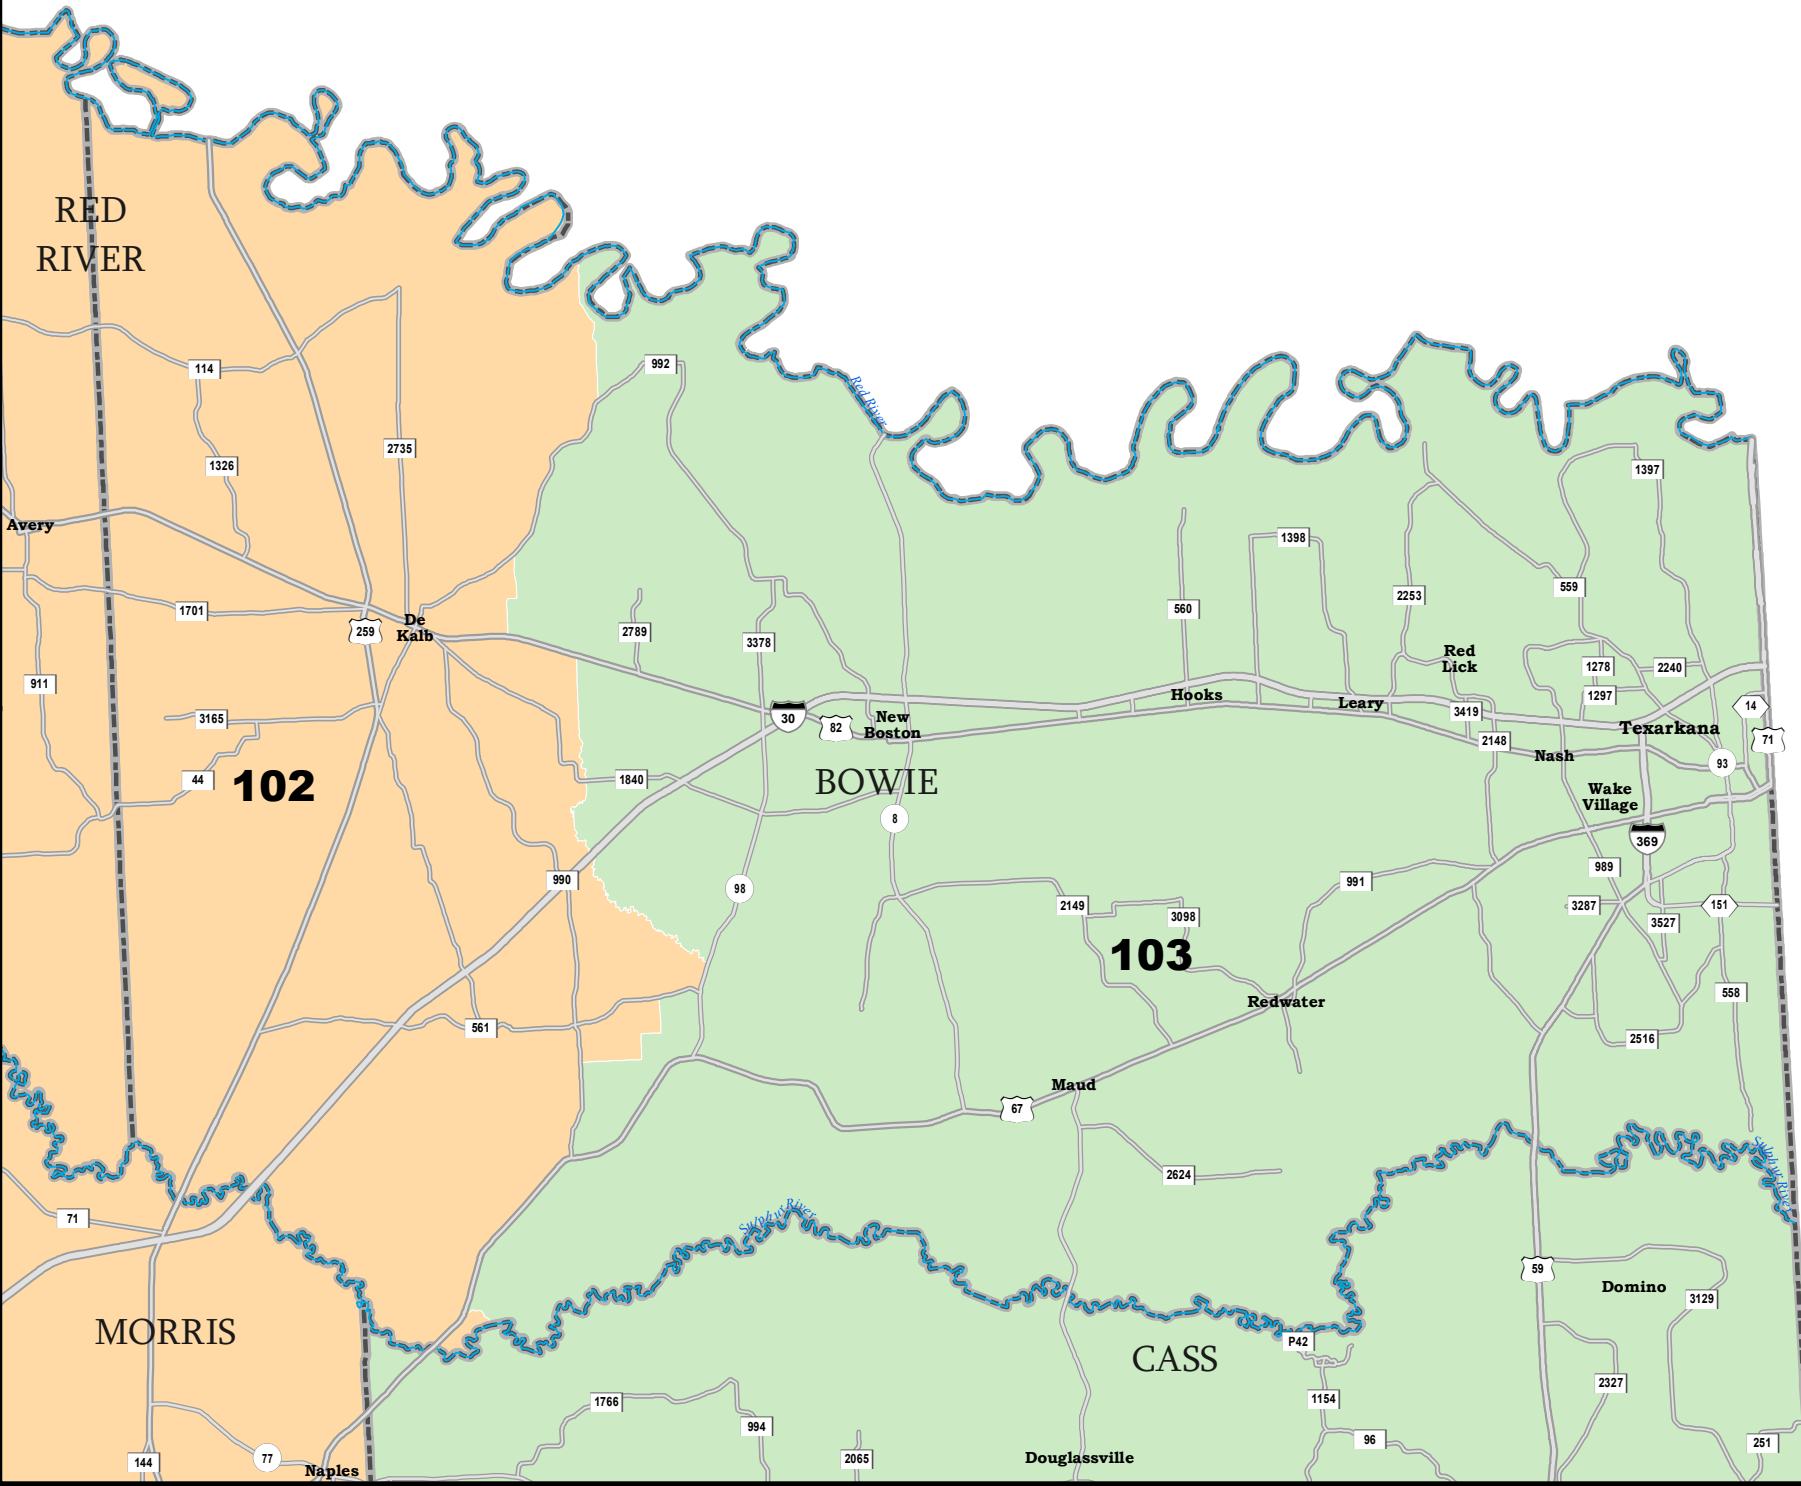 RED
RIVER
992
114
Red River
2735
1326
1397
Avery
1398
559
2253
560
1701
De
Kalb
259
2789
3378
Red
Lick
1278
2240
911
1297
Hooks
Leary
14
3165
30
82
New
Boston
3419
Texarkana
71
2148
Nash
93
44
102
1840
BOWIE
Wake
Village
8
369
989
990
991
98
2149
3287
151
3098
3527
103
558
Redwater
561
2516
Maud
67
Sulphur River
2624
71
Sulphur River
59
Domino
3129
MORRIS
P42
CASS
2327
1154
1766
994
96
251
2065
Douglassville
144
77
Naples